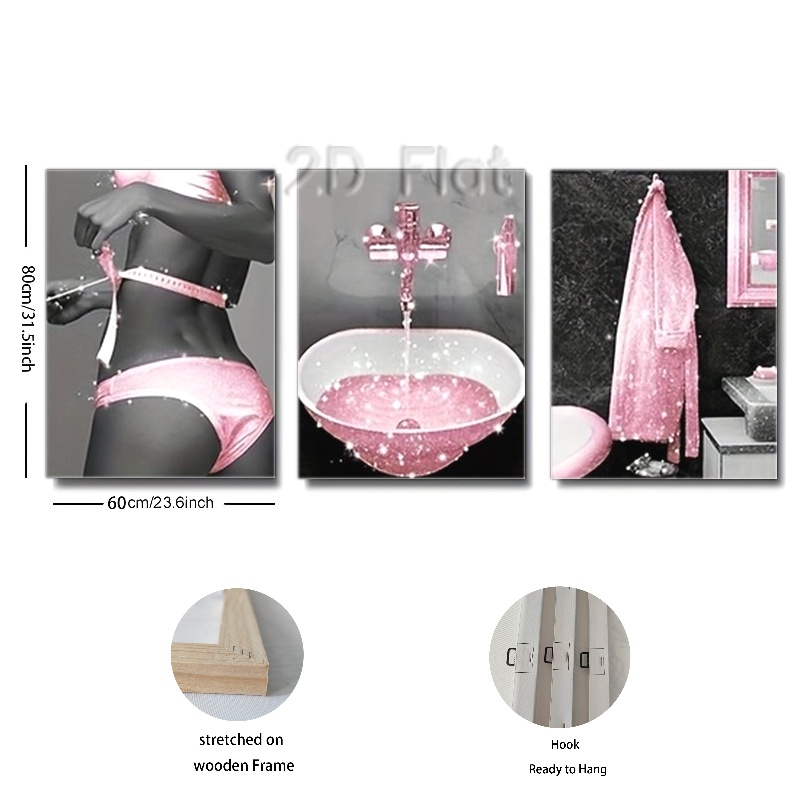 2D Flat
80cm/31.5inch
60cm/23.6inch
stretched on
wooden Frame
Hook
Ready to Hang